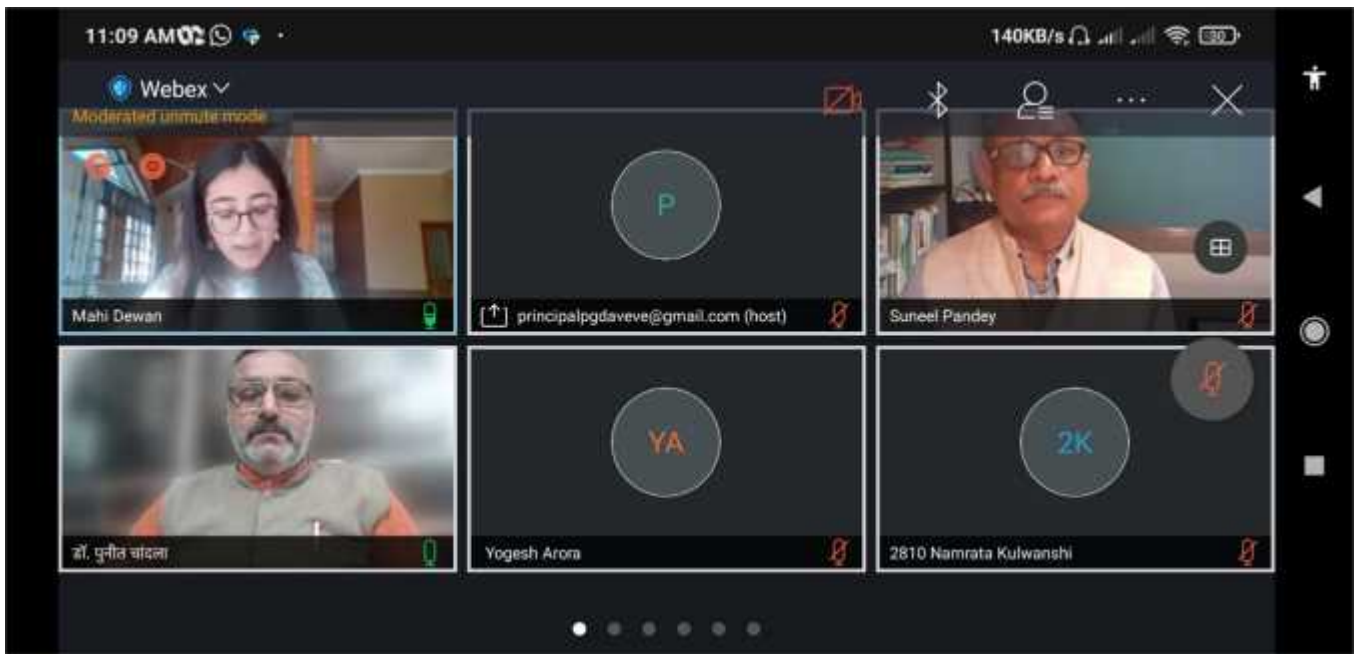 11:09 AM
140KB/s
30
Webex
Moderated unmute mode
P
Mahi Dewan
principalpgdaveve@gmail.com (host)
Suneel Pandey
YA
2K
डॉ. पुनीत चांदला
Yogesh Arora
2810 Namrata Kulwanshi